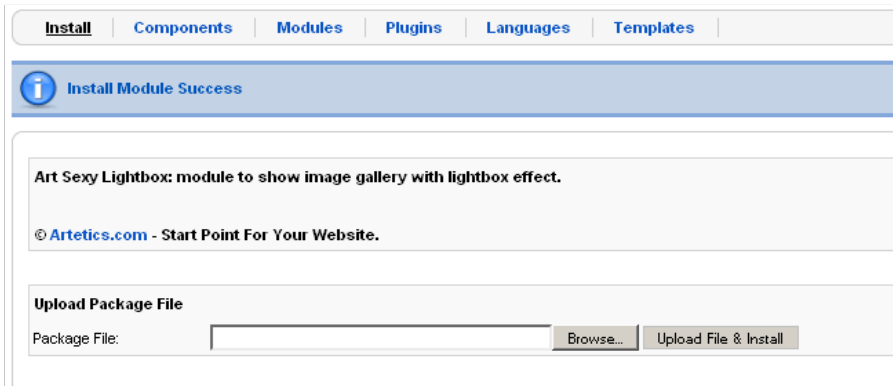 Install Components Modules Plugins Languages Templates
Install Module Success
Art Sexy Lightbox: module to show image gallery with lightbox effect.
© Artetics.com - Start Point For Your Website.
Upload Package File
Package File: Browse... Upload File & Install